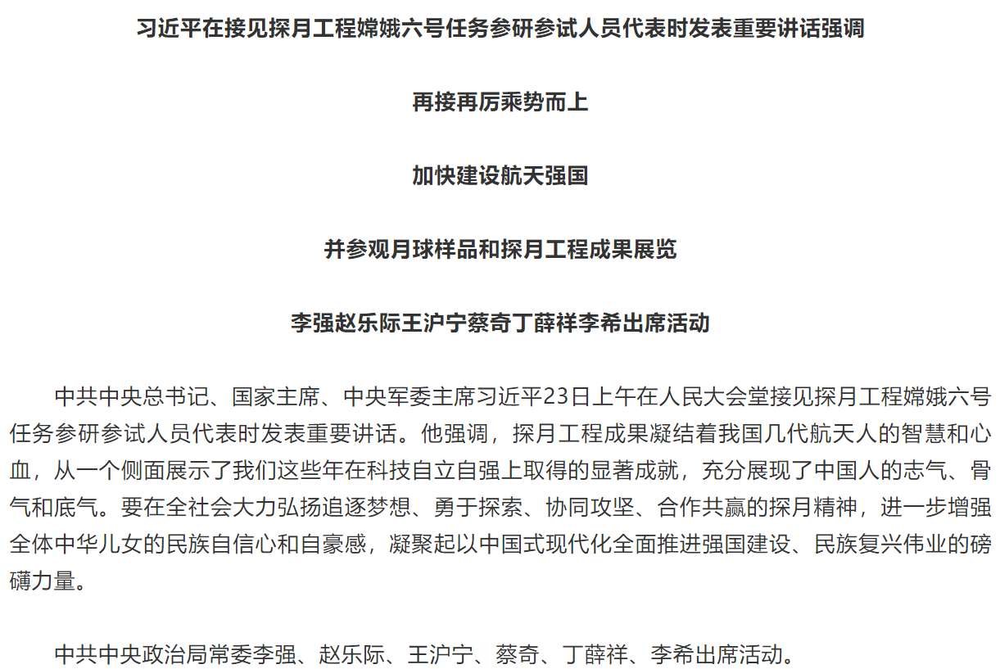 习近平在接见探月工程嫦娥六号任务参研参试人员代表时发表重要讲话强调
再接再厉乘势而上
加快建设航天强国
并参观月球样品和探月工程成果展览
李强赵乐际王沪宁蔡奇丁薛祥李希出席活动
中共中央总书记、国家主席、中央军委主席习近平23日上午在人民大会堂接见探月工程嫦娥六号
任务参研参试人员代表时发表重要讲话。他强调，探月工程成果凝结着我国几代航天人的智慧和心
血，从一个侧面展示了我们这些年在科技自立自强上取得的显著成就，充分展现了中国人的志气、骨
气和底气。要在全社会大力弘扬追逐梦想、勇于探索、协同攻坚、合作共赢的探月精神，进一步增强
全体中华儿女的民族自信心和自豪感，凝聚起以中国式现代化全面推进强国建设、民族复兴伟业的磅
礴力量。
中共中央政治局常委李强、赵乐际、王沪宁、蔡奇、丁薛祥、李希出席活动。